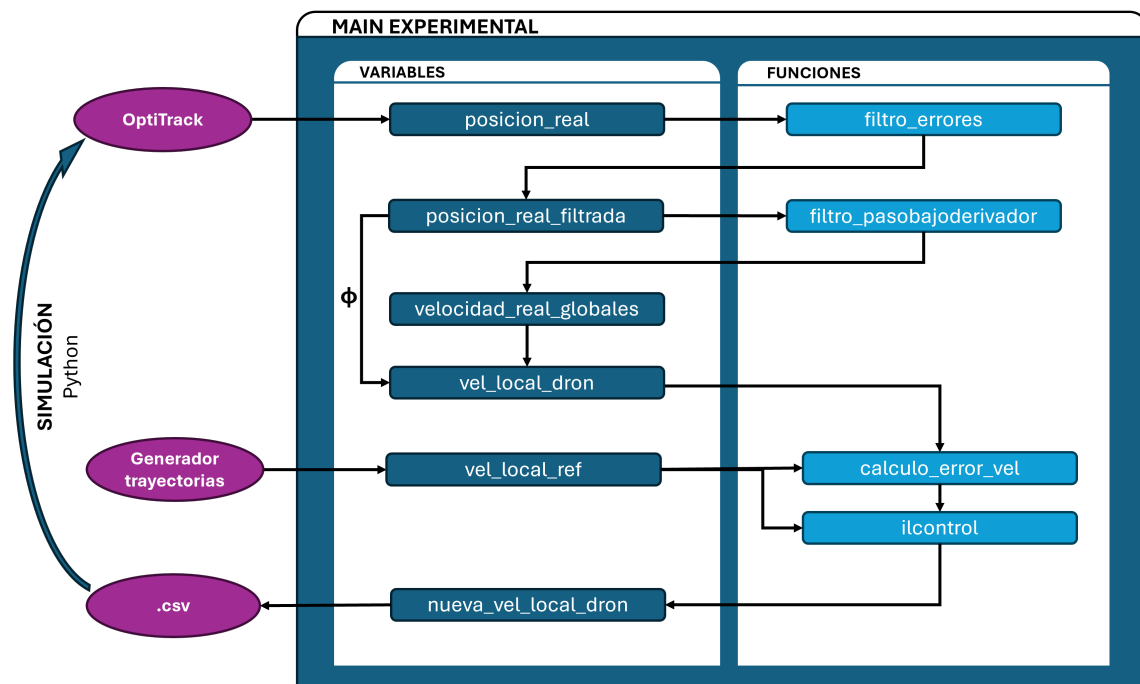 MAIN EXPERIMENTAL
VARIABLES
FUNCIONES
OptiTrack
posicion_real
filtro_errores
posicion_real_filtrada
filtro_pasobajoderivador
ϕ
velocidad_real_globales
vel_local_dron
SIMULACIÓN
Python
Generador
trayectorias
vel_local_ref
calculo_error_vel
ilcontrol
.csv
nueva_vel_local_dron